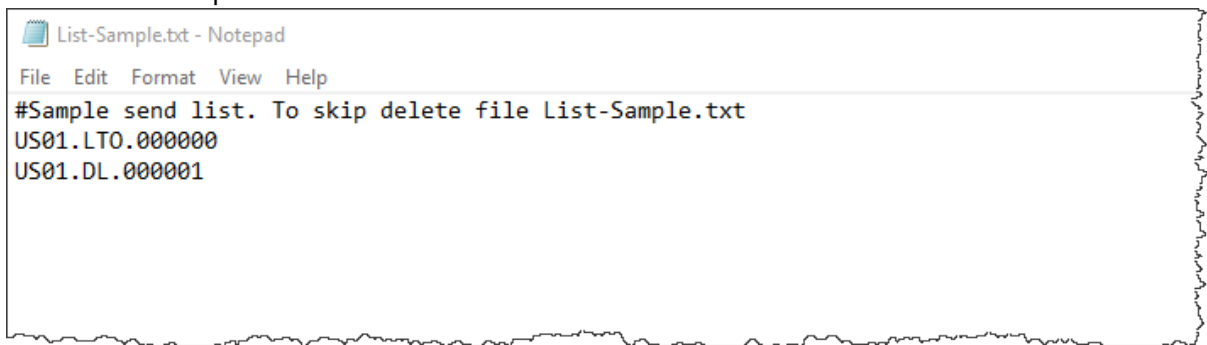 List-Sample.txt - Notepad
File Edit Format View Help
#Sample send list. To skip delete file List-Sample.txt
US01.LTO.000000
US01.DL.000001